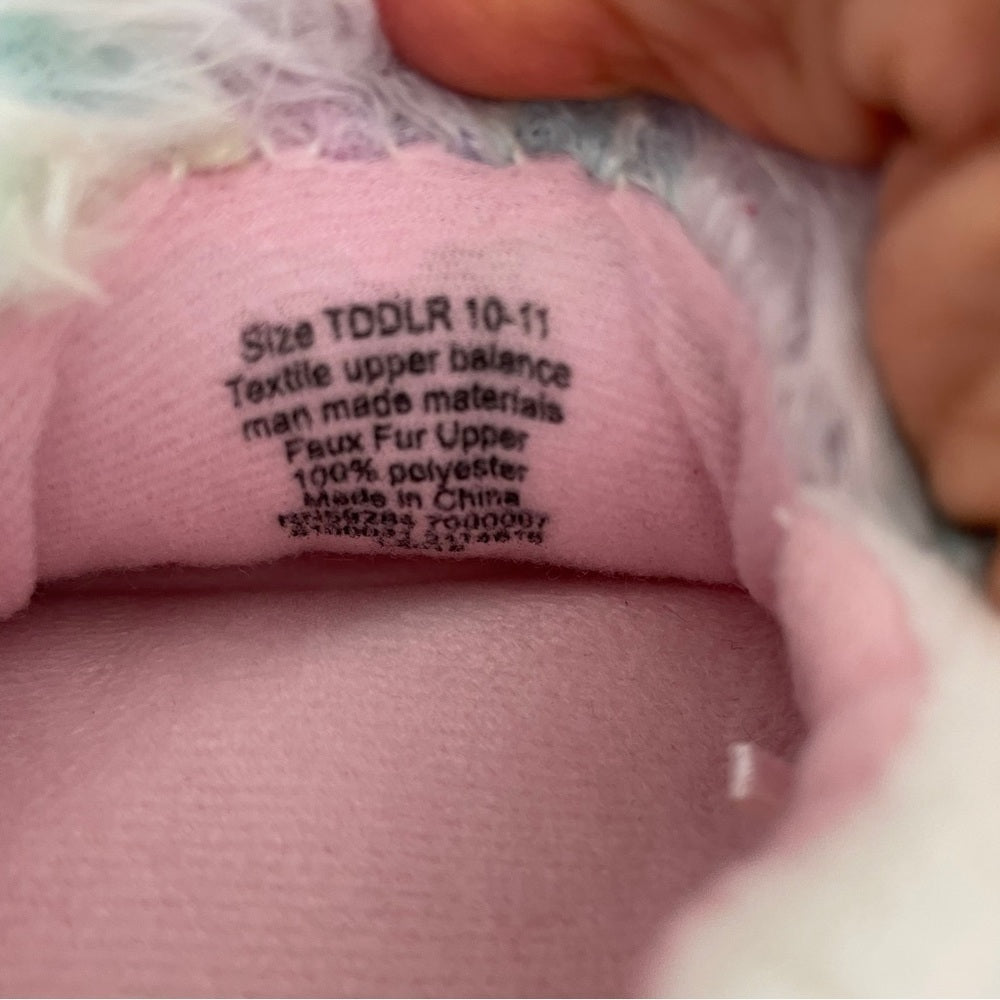 Size TDDLR 10-11
Textile upper balance
man made materials
Faux Fur Upper
100% polyester
Made in China